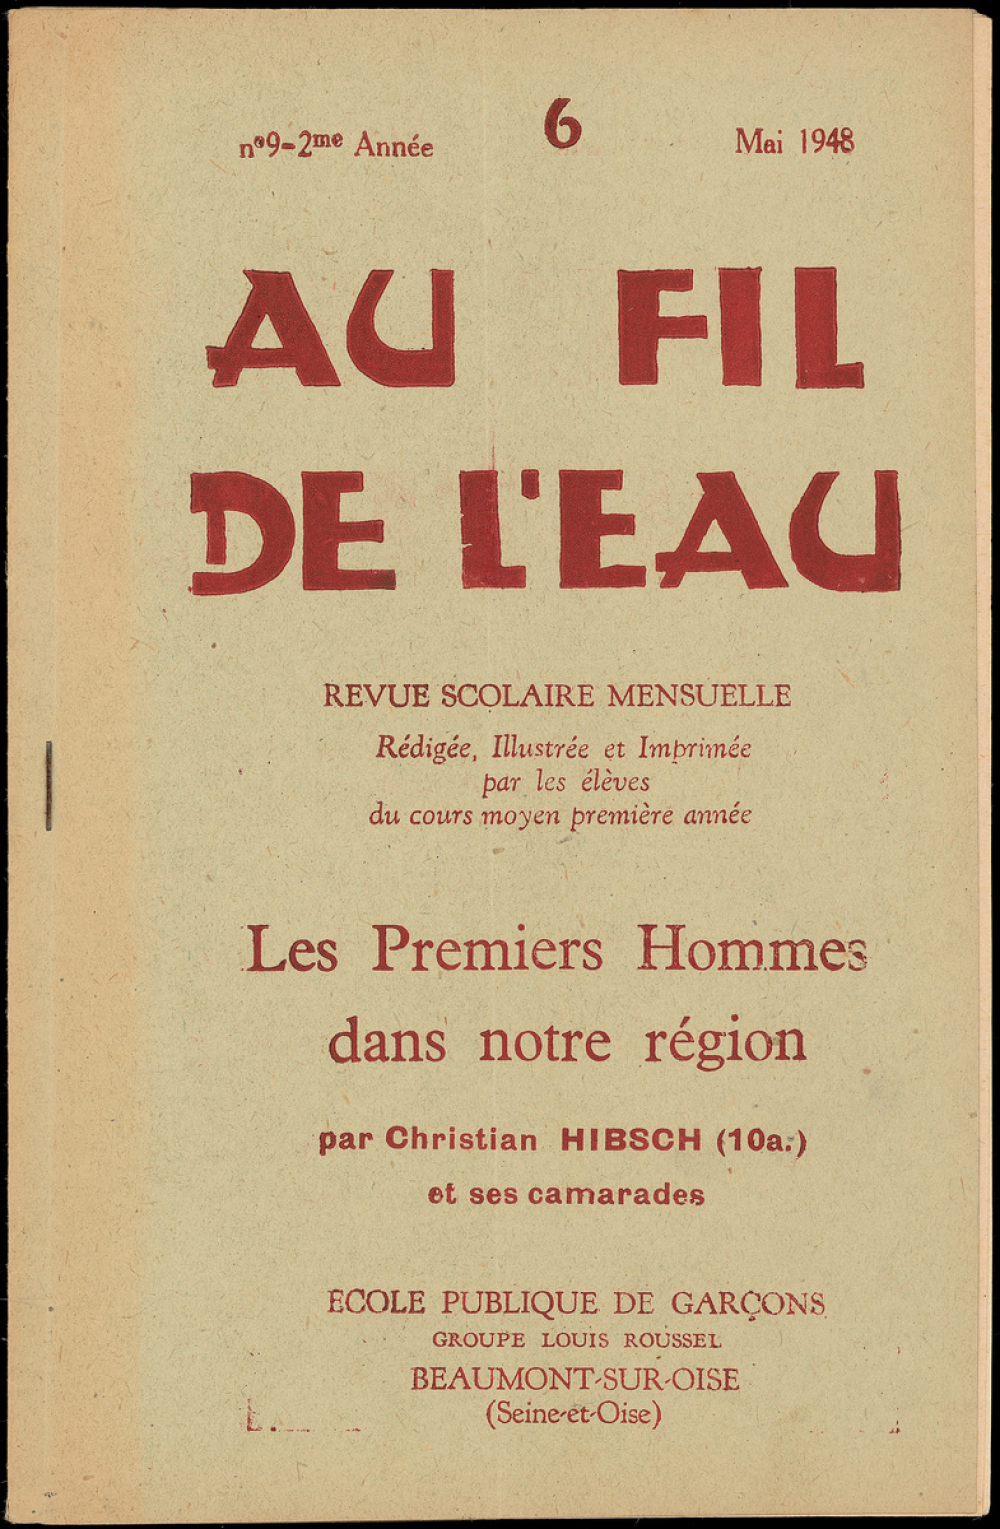 n°9-2me Année 6 Mai 1948
AU FIL
DE L'EAU
REVUE SCOLAIRE MENSUELLE
Rédigée, Illustrée et Imprimée
par les élèves
du cours moyen première année
Les Premiers Hommes
dans notre région
par Christian HIBSCH (10a.)
et ses camarades
ECOLE PUBLIQUE DE GARÇONS
GROUPE LOUIS ROUSSEL
BEAUMONT-SUR-OISE
(Seine-et-Oise)